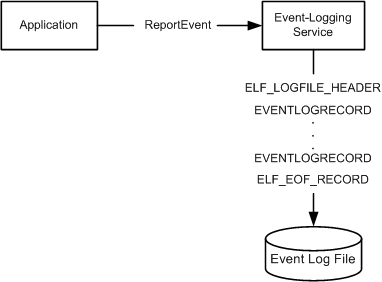 Application
ReportEvent
Event-Logging
Service
ELF_LOGFILE_HEADER
EVENTLOGRECORD
.
.
.
EVENTLOGRECORD
ELF_EOF_RECORD
Event Log File